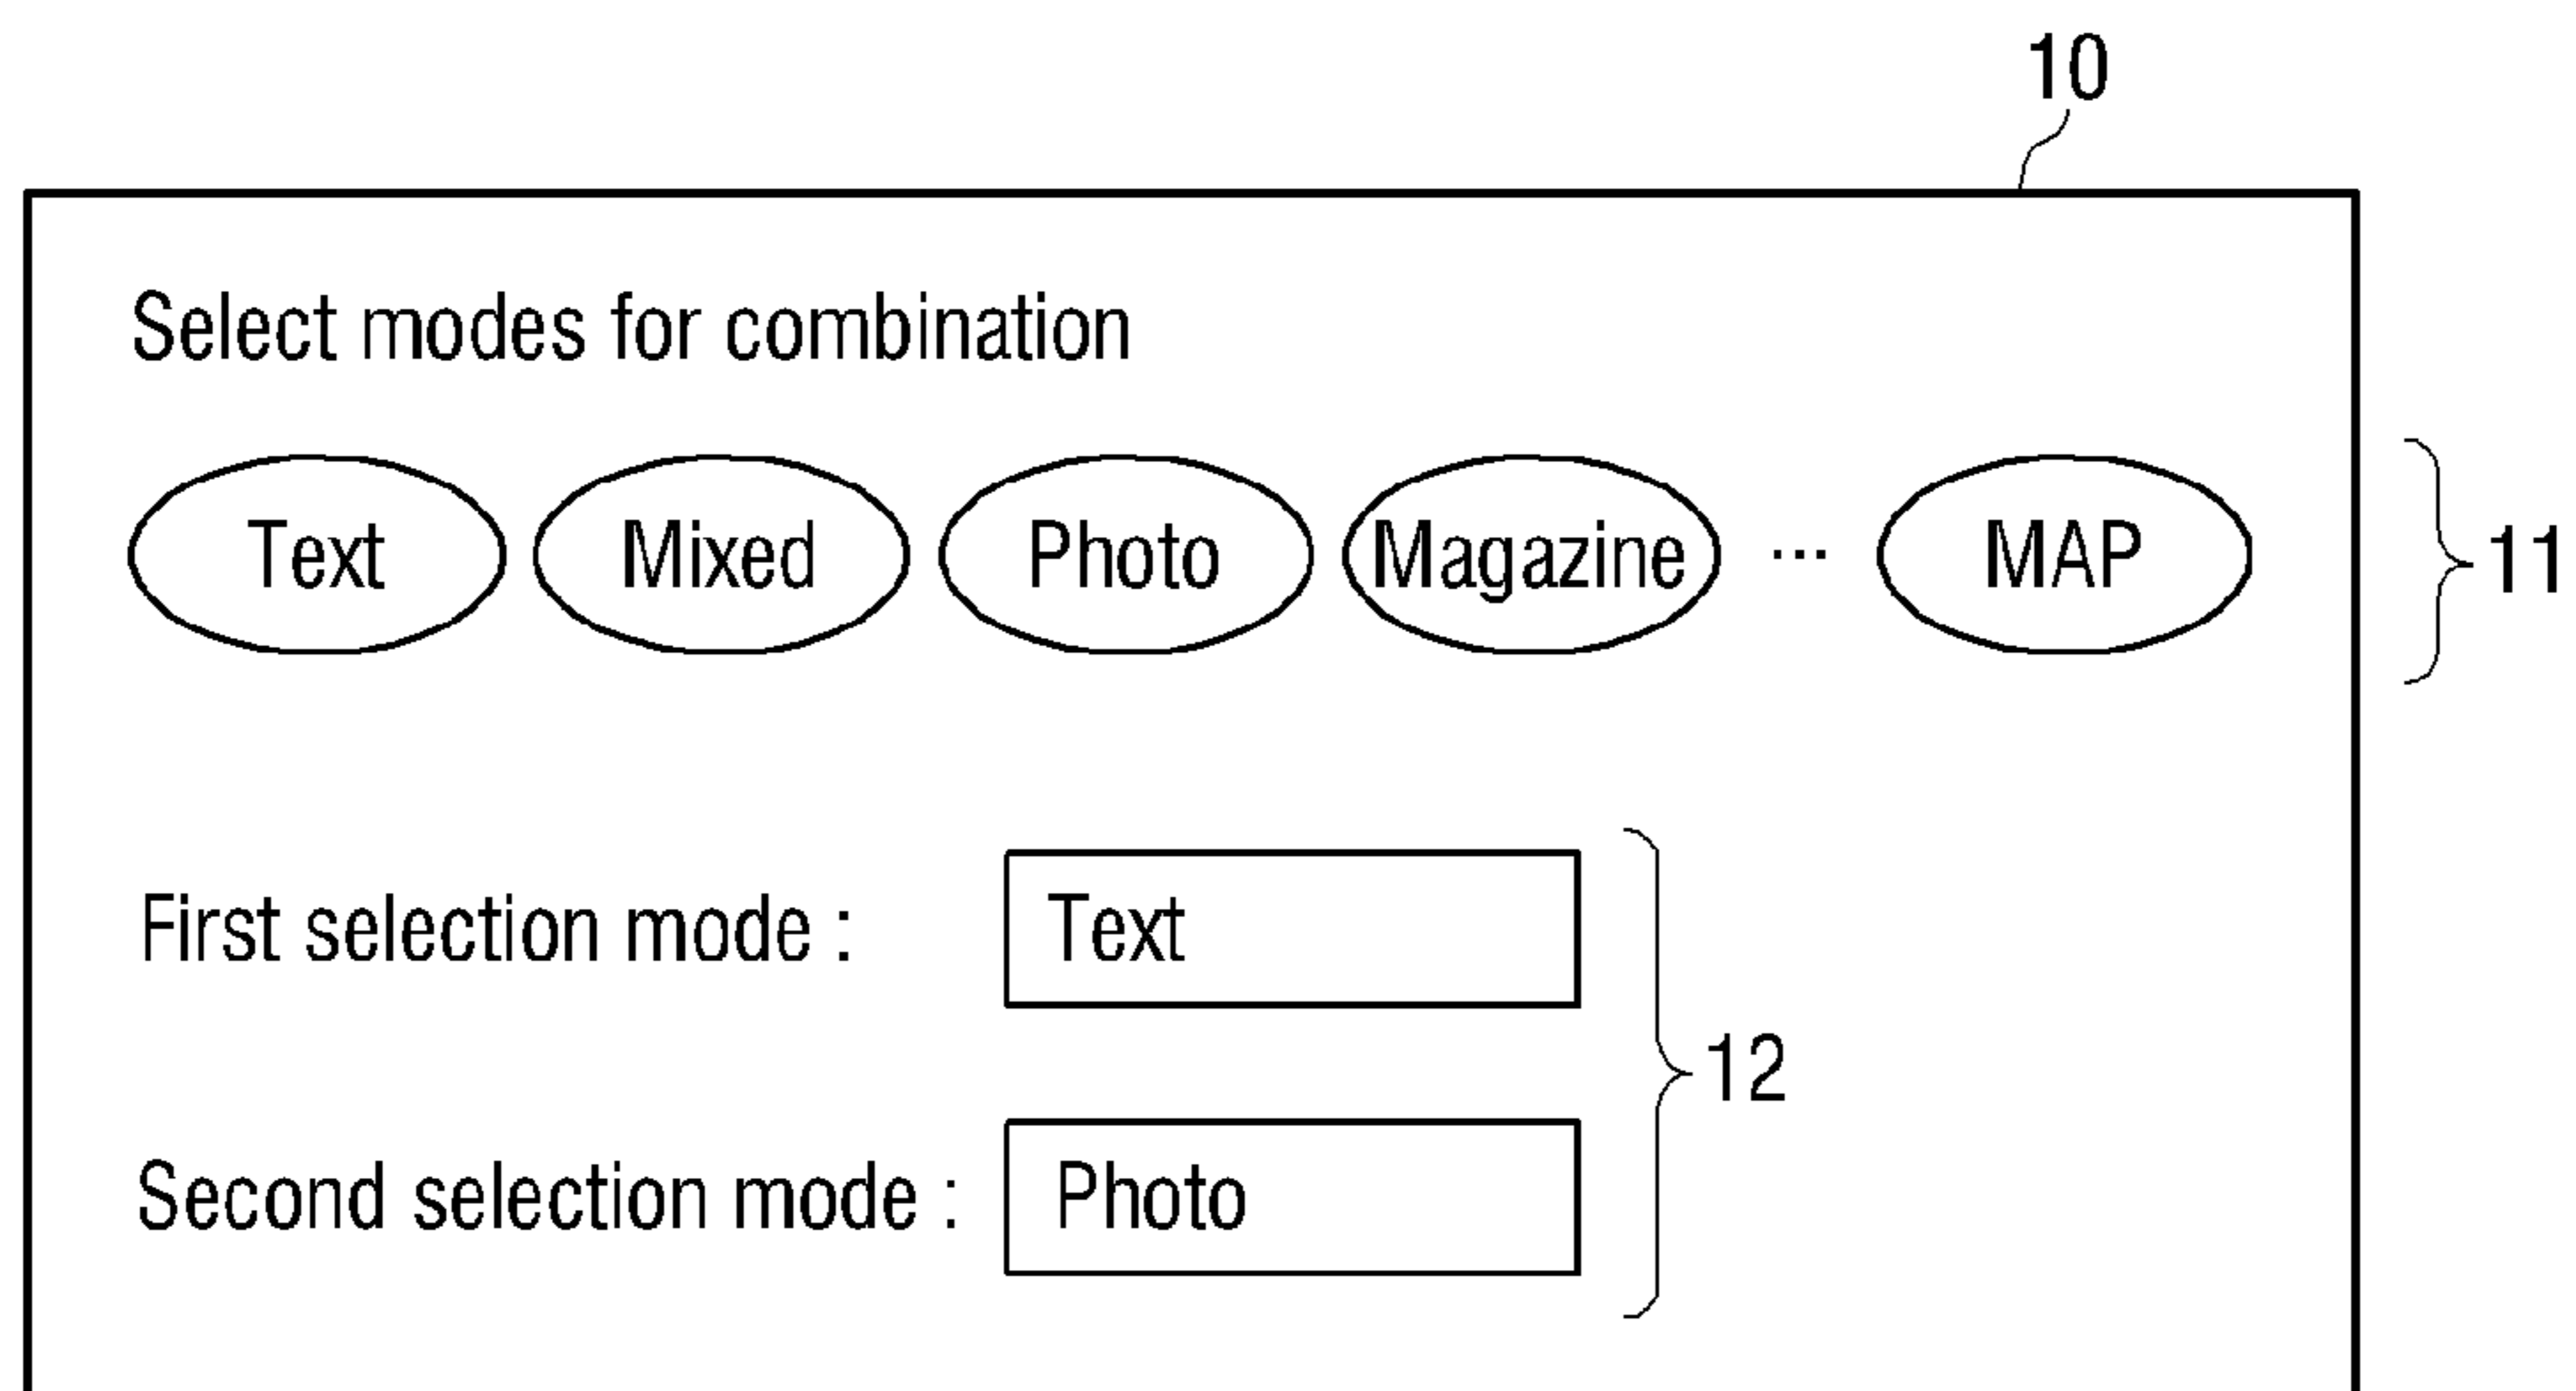 10
Select modes for combination
Text Mixed Photo Magazine ... MAP 11
First selection mode : Text
12
Second selection mode : Photo